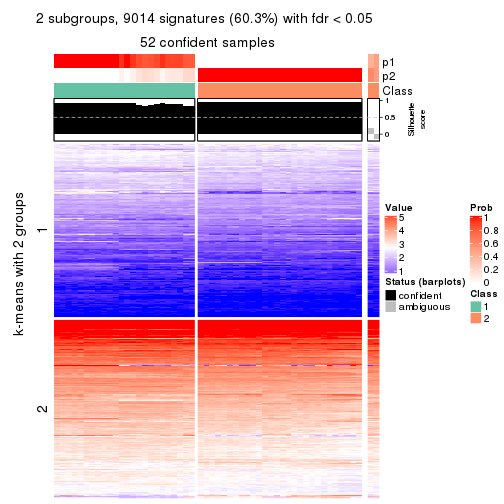 2 subgroups, 9014 signatures (60.3%) with fdr < 0.05
52 confident samples
p1
p2
Class
1
0.5
0
Silhouette
score
k-means with 2 groups
1
2
Value
5
4
3
2
1
Status (barplots)
confident
ambiguous
Prob
1
0.8
0.6
0.4
0.2
0
Class
1
2